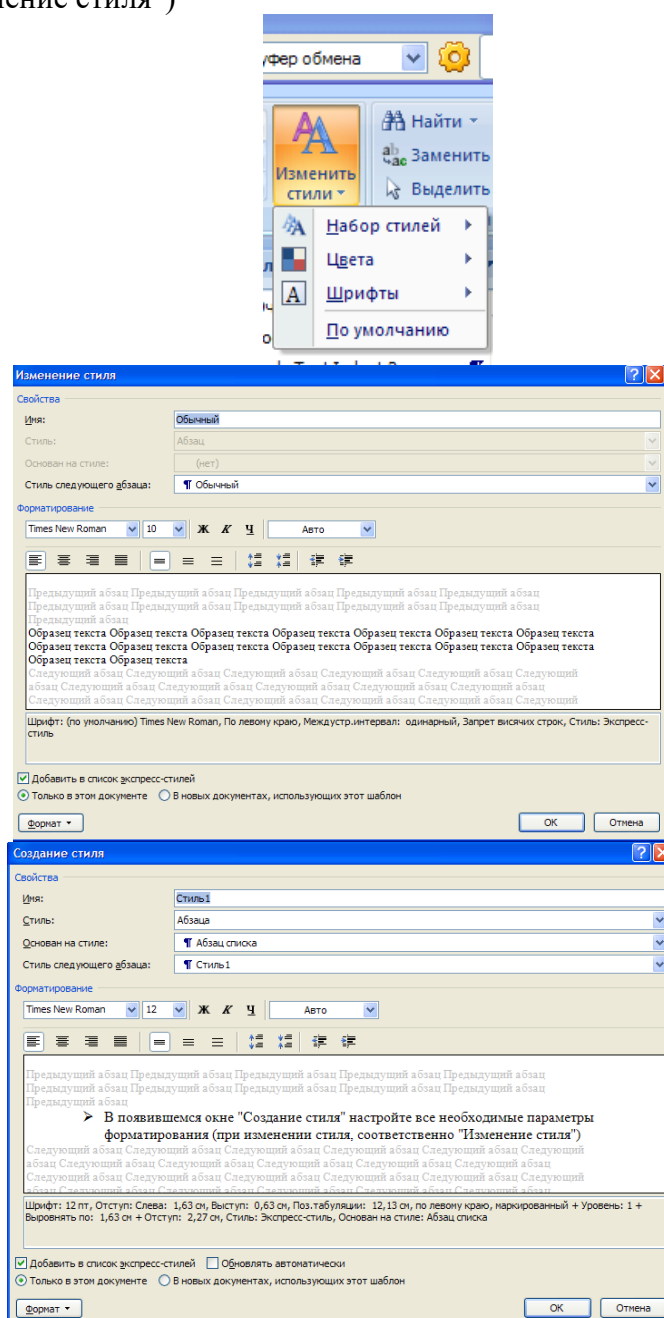 стиля")
уфер обмена
Изменить
стили
Найти
Заменить
Выделить
Набор стилей
Цвета
Шрифты
По умолчанию
Изменение стиля
Свойства
Имя: Обычный
Стиль: Абзац
Основан на стиле: (нет)
Стиль следующего абзаца: ¶ Обычный
Форматирование
Times New Roman 10 Ж К Ч Авто
Предыдущий абзац Предыдущий абзац Предыдущий абзац Предыдущий абзац Предыдущий абзац
Предыдущий абзац Предыдущий абзац Предыдущий абзац Предыдущий абзац Предыдущий абзац
Предыдущий абзац
Образец текста Образец текста Образец текста Образец текста Образец текста Образец текста Образец текста
Образец текста Образец текста Образец текста Образец текста Образец текста Образец текста Образец текста
Образец текста Образец текста
Следующий абзац Следующий абзац Следующий абзац Следующий абзац Следующий абзац Следующий
абзац Следующий абзац Следующий абзац Следующий абзац Следующий абзац Следующий абзац
Следующий абзац Следующий абзац Следующий абзац Следующий абзац Следующий абзац Следующий
Шрифт: (по умолчанию) Times New Roman, По левому краю, Междустр.интервал: одинарный, Запрет висячих строк, Стиль: Экспресс-
стиль
Добавить в список экспресс-стилей
Только в этом документе В новых документах, использующих этот шаблон
Формат ОК Отмена
Создание стиля
Свойства
Имя: Стиль1
Стиль: Абзаца
Основан на стиле: ¶ Абзац списка
Стиль следующего абзаца: ¶ Стиль1
Форматирование
Times New Roman 12 Ж К Ч Авто
Предыдущий абзац Предыдущий абзац Предыдущий абзац Предыдущий абзац Предыдущий абзац
Предыдущий абзац Предыдущий абзац Предыдущий абзац Предыдущий абзац Предыдущий абзац
Предыдущий абзац
➢ В появившемся окне "Создание стиля" настройте все необходимые параметры
форматирования (при изменении стиля, соответственно "Изменение стиля")
Следующий абзац Следующий абзац Следующий абзац Следующий абзац Следующий абзац Следующий
абзац Следующий абзац Следующий абзац Следующий абзац Следующий абзац Следующий абзац
Следующий абзац Следующий абзац Следующий абзац Следующий абзац Следующий абзац Следующий
Шрифт: 12 пт, Отступ: Слева: 1,63 см, Выступ: 0,63 см, Поз.табуляции: 12,13 см, по левому краю, маркированный + Уровень: 1 +
Выровнять по: 1,63 см + Отступ: 2,27 см, Стиль: Экспресс-стиль, Основан на стиле: Абзац списка
Добавить в список экспресс-стилей Обновлять автоматически
Только в этом документе В новых документах, использующих этот шаблон
Формат ОК Отмена